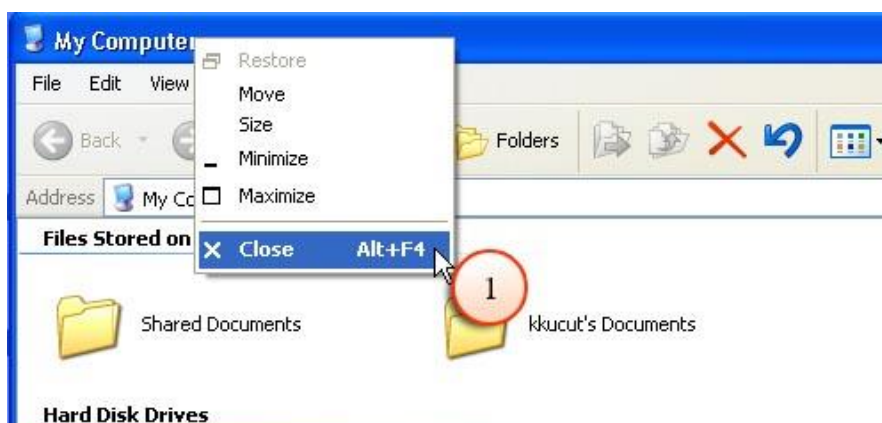 My Computer
File Edit View
Restore
Move
Size
Minimize
Maximize
Close Alt+F4
Back
Folders
Address My Co
Files Stored on
1
Shared Documents
kkucut's Documents
Hard Disk Drives